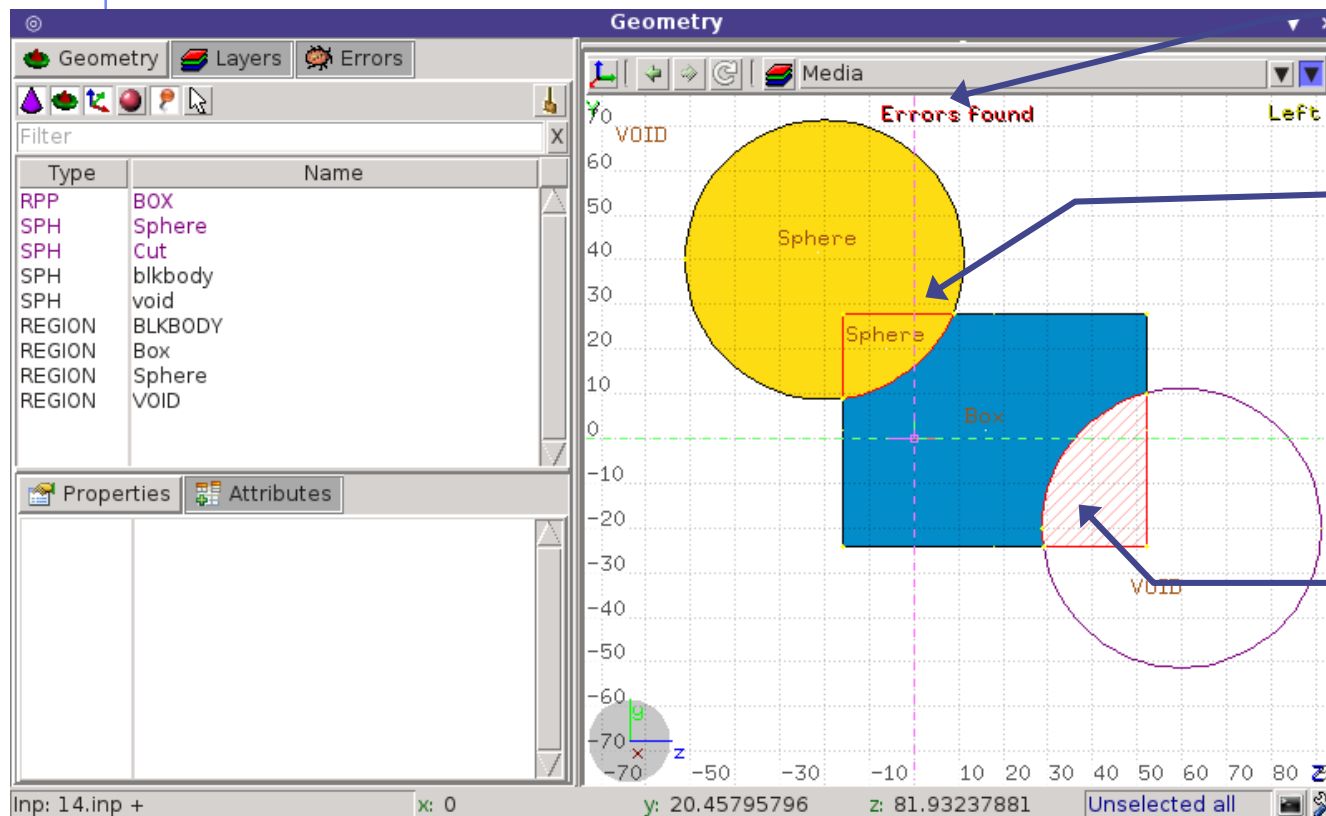 Geometry
Geometry Layers Errors
Media
Filter X
Type Name
RPP BOX
SPH Sphere
SPH Cut
SPH blkbody
SPH void
REGION BLKBODY
REGION Box
REGION Sphere
REGION VOID
Properties Attributes
Y
70
VOID
Errors found
Left
60
50
40
30
20
10
0
-10
-20
-30
-40
-50
-60
-70
Sphere
Sphere
Box
VOID
y
x
z
-70 -50 -30 -10 10 20 30 40 50 60 70 80 Z
Inp: 14.inp + x: 0 y: 20.45795796 z: 81.93237881 Unselected all